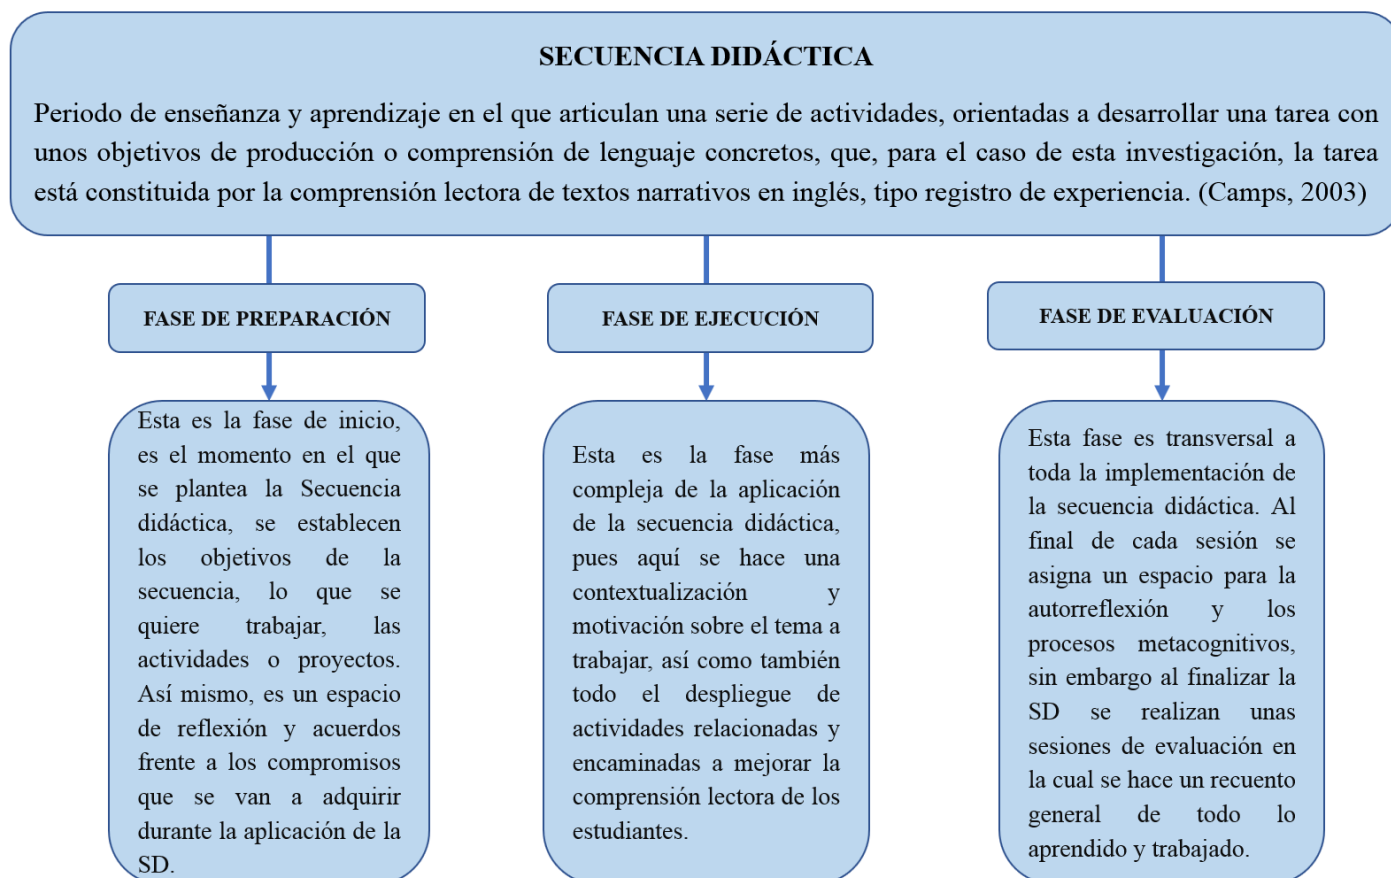 SECUENCIA DIDÁCTICA
Periodo de enseñanza y aprendizaje en el que articulan una serie de actividades, orientadas a desarrollar una tarea con
unos objetivos de producción o comprensión de lenguaje concretos, que, para el caso de esta investigación, la tarea
está constituida por la comprensión lectora de textos narrativos en inglés, tipo registro de experiencia. (Camps, 2003)
FASE DE PREPARACIÓN
Esta es la fase de inicio,
es el momento en el que
se plantea la Secuencia
didáctica, se establecen
los objetivos de la
secuencia, lo que se
quiere trabajar, las
actividades o proyectos.
Así mismo, es un espacio
de reflexión y acuerdos
frente a los compromisos
que se van a adquirir
durante la aplicación de la
SD.
FASE DE EJECUCIÓN
Esta es la fase más
compleja de la aplicación
de la secuencia didáctica,
pues aquí se hace una
contextualización y
motivación sobre el tema a
trabajar, así como también
todo el despliegue de
actividades relacionadas y
encaminadas a mejorar la
comprensión lectora de los
estudiantes.
FASE DE EVALUACIÓN
Esta fase es transversal a
toda la implementación de
la secuencia didáctica. Al
final de cada sesión se
asigna un espacio para la
autorreflexión y los
procesos metacognitivos,
sin embargo al finalizar la
SD se realizan unas
sesiones de evaluación en
la cual se hace un recuento
general de todo lo
aprendido y trabajado.